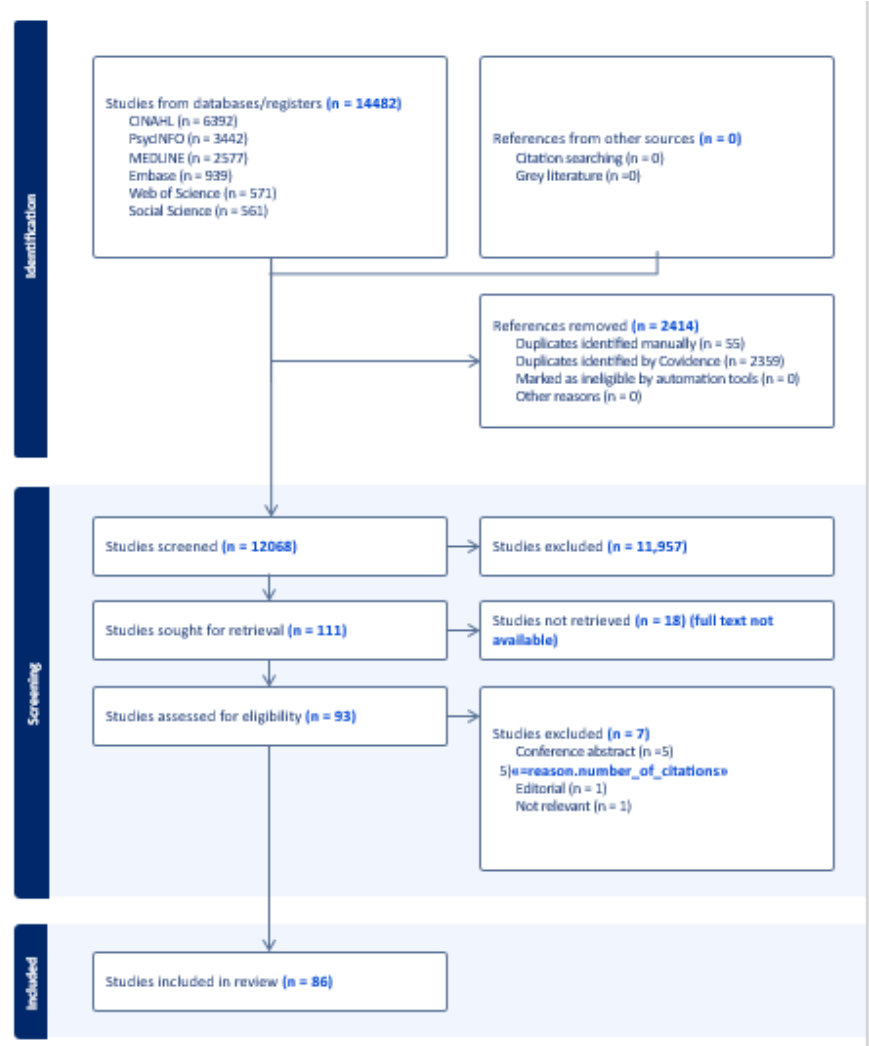 Identification
Studies from databases/registers (n = 14482)
CINAHL (n = 6392)
PsycINFO (n = 3442)
MEDLINE (n = 2577)
Embase (n = 939)
Web of Science (n = 571)
Social Science (n = 561)
References from other sources (n = 0)
Citation searching (n = 0)
Grey literature (n =0)
References removed (n = 2414)
Duplicates identified manually (n = 55)
Duplicates identified by Covidence (n = 2359)
Marked as ineligible by automation tools (n = 0)
Other reasons (n = 0)
Screening
Studies screened (n = 12068)
Studies excluded (n = 11,957)
Studies sought for retrieval (n = 111)
Studies not retrieved (n = 18) (full text not
available)
Studies assessed for eligibility (n = 93)
Studies excluded (n = 7)
Conference abstract (n =5)
5)«=reason.number_of_citations»
Editorial (n = 1)
Not relevant (n = 1)
Included
Studies included in review (n = 86)